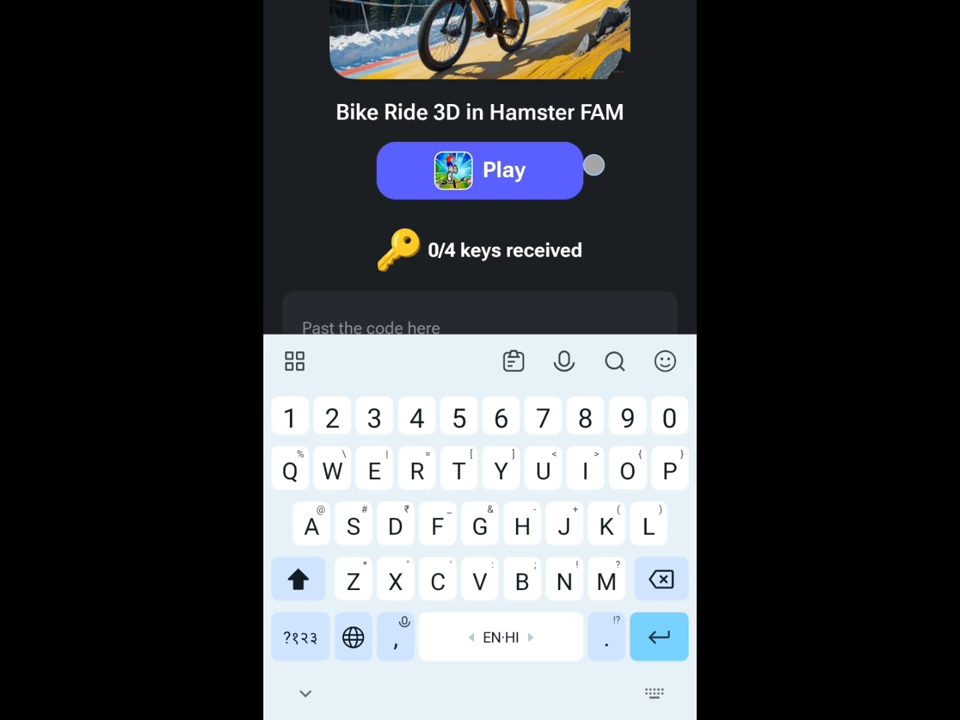 Bike Ride 3D in Hamster FAM
Play
0/4 keys received
Past the code here
1 2 3 4 5 6 7 8 9 0
% \ | = [ ] < > { }
Q W E R T Y U I O P
@ # ₹ _ & - + ( )
A S D F G H J K L
* " ' : ; ! ?
Z X C V B N M
!?
?१२३ , EN·HI .